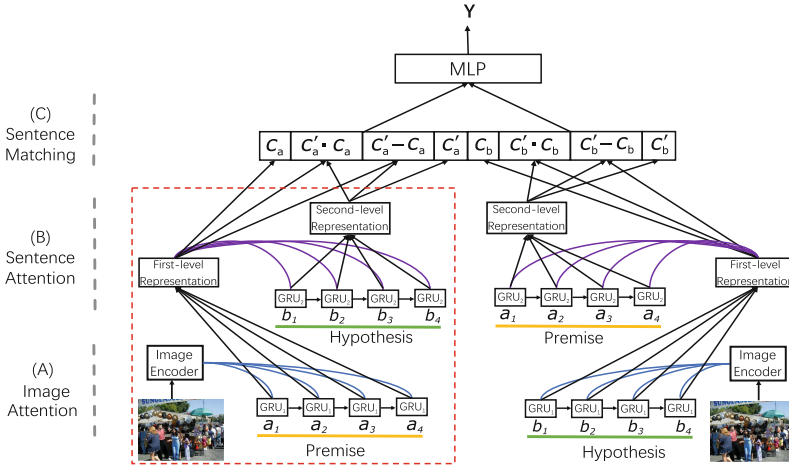 Y
MLP
(C)
Sentence
Matching
C_a C'_a · C_a C'_a − C_a C'_a C_b C'_b · C_b C'_b − C_b C'_b
(B)
Sentence
Attention
Second-level
Representation
Second-level
Representation
First-level
Representation
First-level
Representation
GRU₂ GRU₂ GRU₂ GRU₂
b₁ b₂ b₃ b₄
Hypothesis
GRU₂ GRU₂ GRU₂ GRU₂
a₁ a₂ a₃ a₄
Premise
(A)
Image
Attention
Image
Encoder
GRU₁ GRU₁ GRU₁ GRU₁
a₁ a₂ a₃ a₄
Premise
GRU₁ GRU₁ GRU₁ GRU₁
b₁ b₂ b₃ b₄
Hypothesis
Image
Encoder